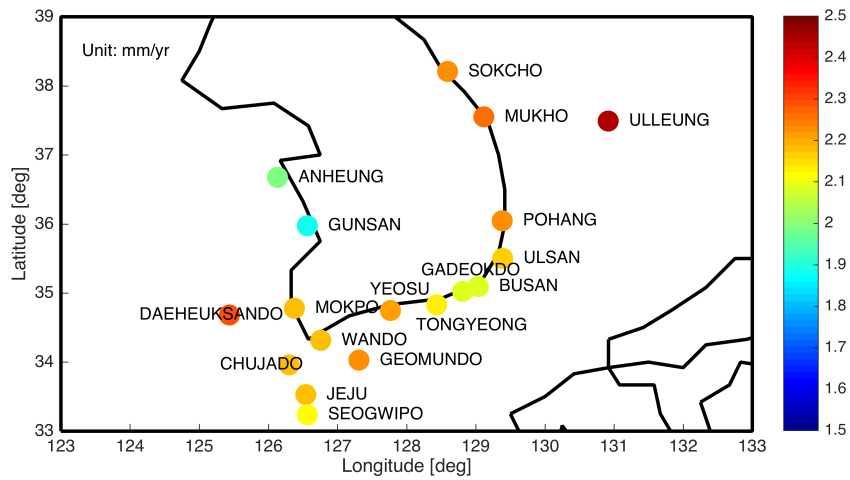 39
38
37
36
35
34
33
Latitude [deg]
Unit: mm/yr
SOKCHO
MUKHO
ULLEUNG
ANHEUNG
GUNSAN
POHANG
ULSAN
GADEOKDO
BUSAN
YEOSU
DAEHEUKSANDO
MOKPO
TONGYEONG
WANDO
CHUJADO
GEOMUNDO
JEJU
SEOGWIPO
123 124 125 126 127 128 129 130 131 132 133
Longitude [deg]
2.5
2.4
2.3
2.2
2.1
2
1.9
1.8
1.7
1.6
1.5